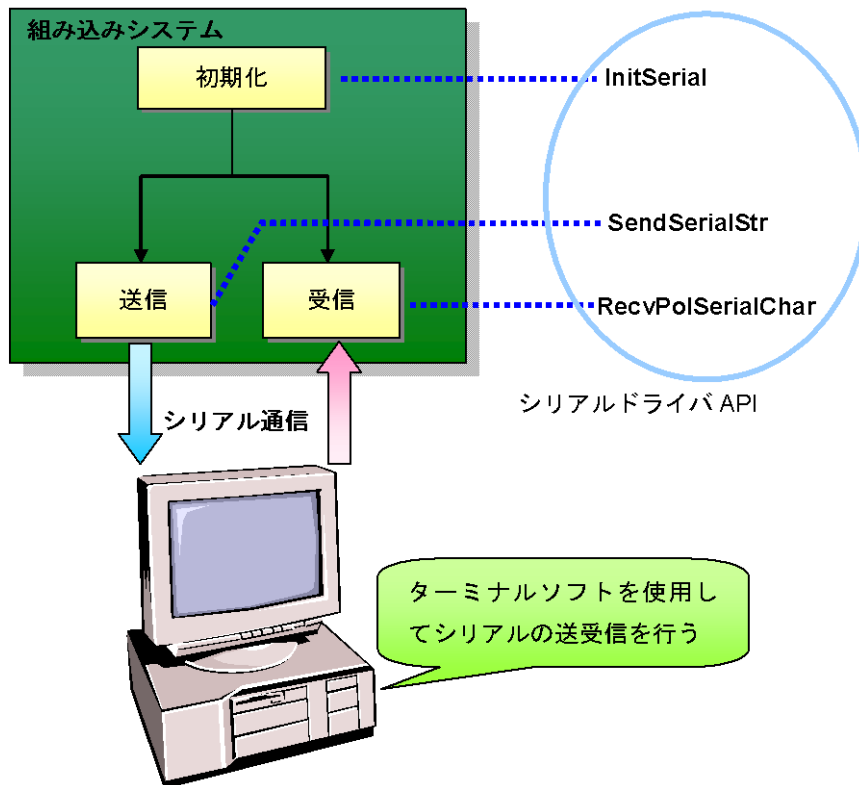 組み込みシステム
初期化
InitSerial
SendSerialStr
送信
受信
RecvPolSerialChar
シリアルドライバ API
シリアル通信
ターミナルソフトを使用し
てシリアルの送受信を行う